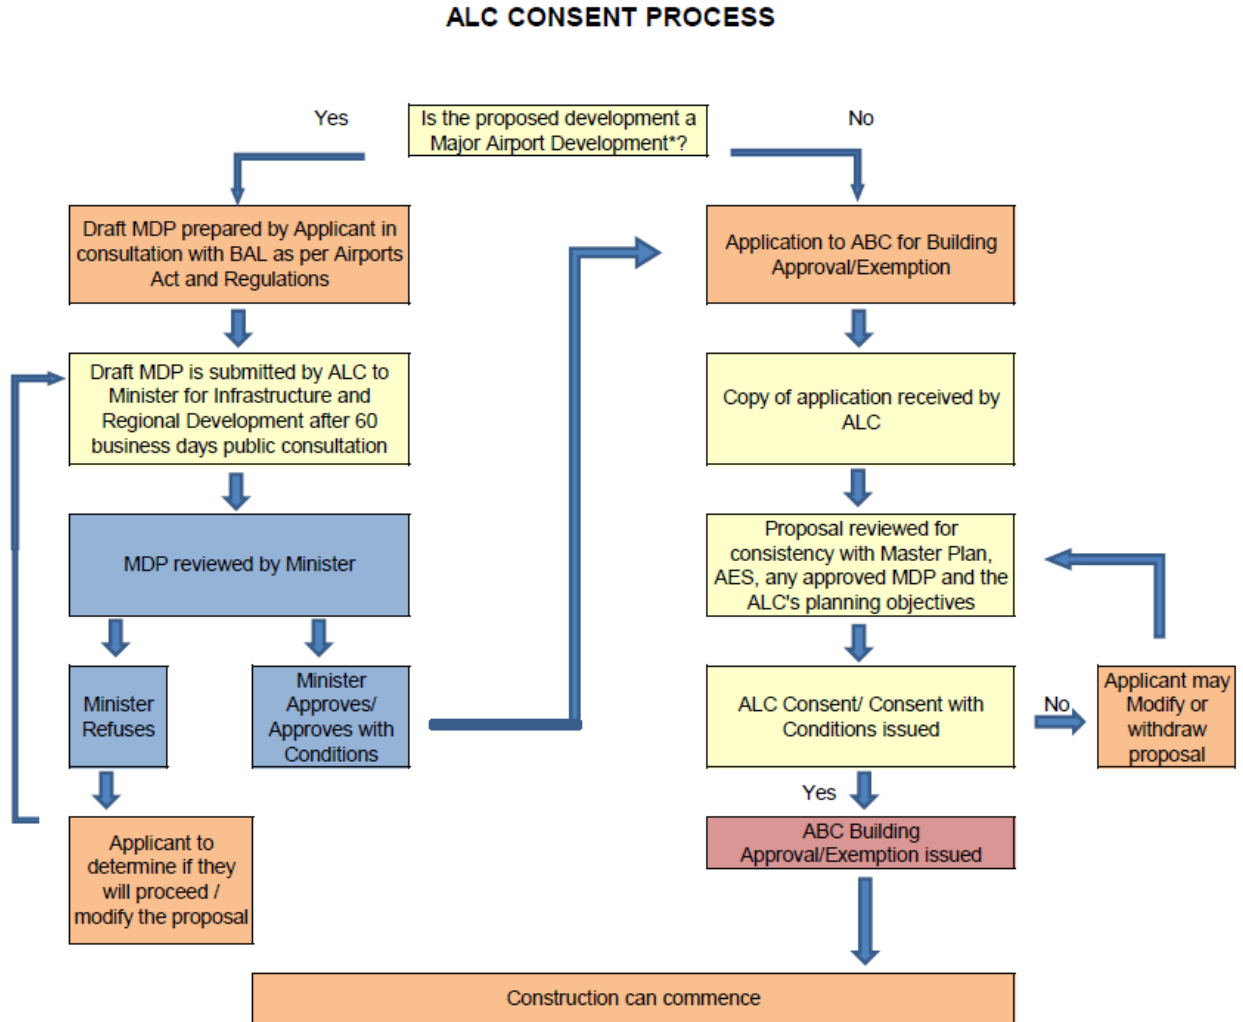 ALC CONSENT PROCESS
Yes
Is the proposed development a
Major Airport Development*?
No
Draft MDP prepared by Applicant in
consultation with BAL as per Airports
Act and Regulations
Application to ABC for Building
Approval/Exemption
Draft MDP is submitted by ALC to
Minister for Infrastructure and
Regional Development after 60
business days public consultation
Copy of application received by
ALC
MDP reviewed by Minister
Proposal reviewed for
consistency with Master Plan,
AES, any approved MDP and the
ALC's planning objectives
Minister
Refuses
Minister
Approves/
Approves with
Conditions
ALC Consent/ Consent with
Conditions issued
No
Applicant may
Modify or
withdraw
proposal
Yes
Applicant to
determine if they
will proceed /
modify the proposal
ABC Building
Approval/Exemption issued
Construction can commence